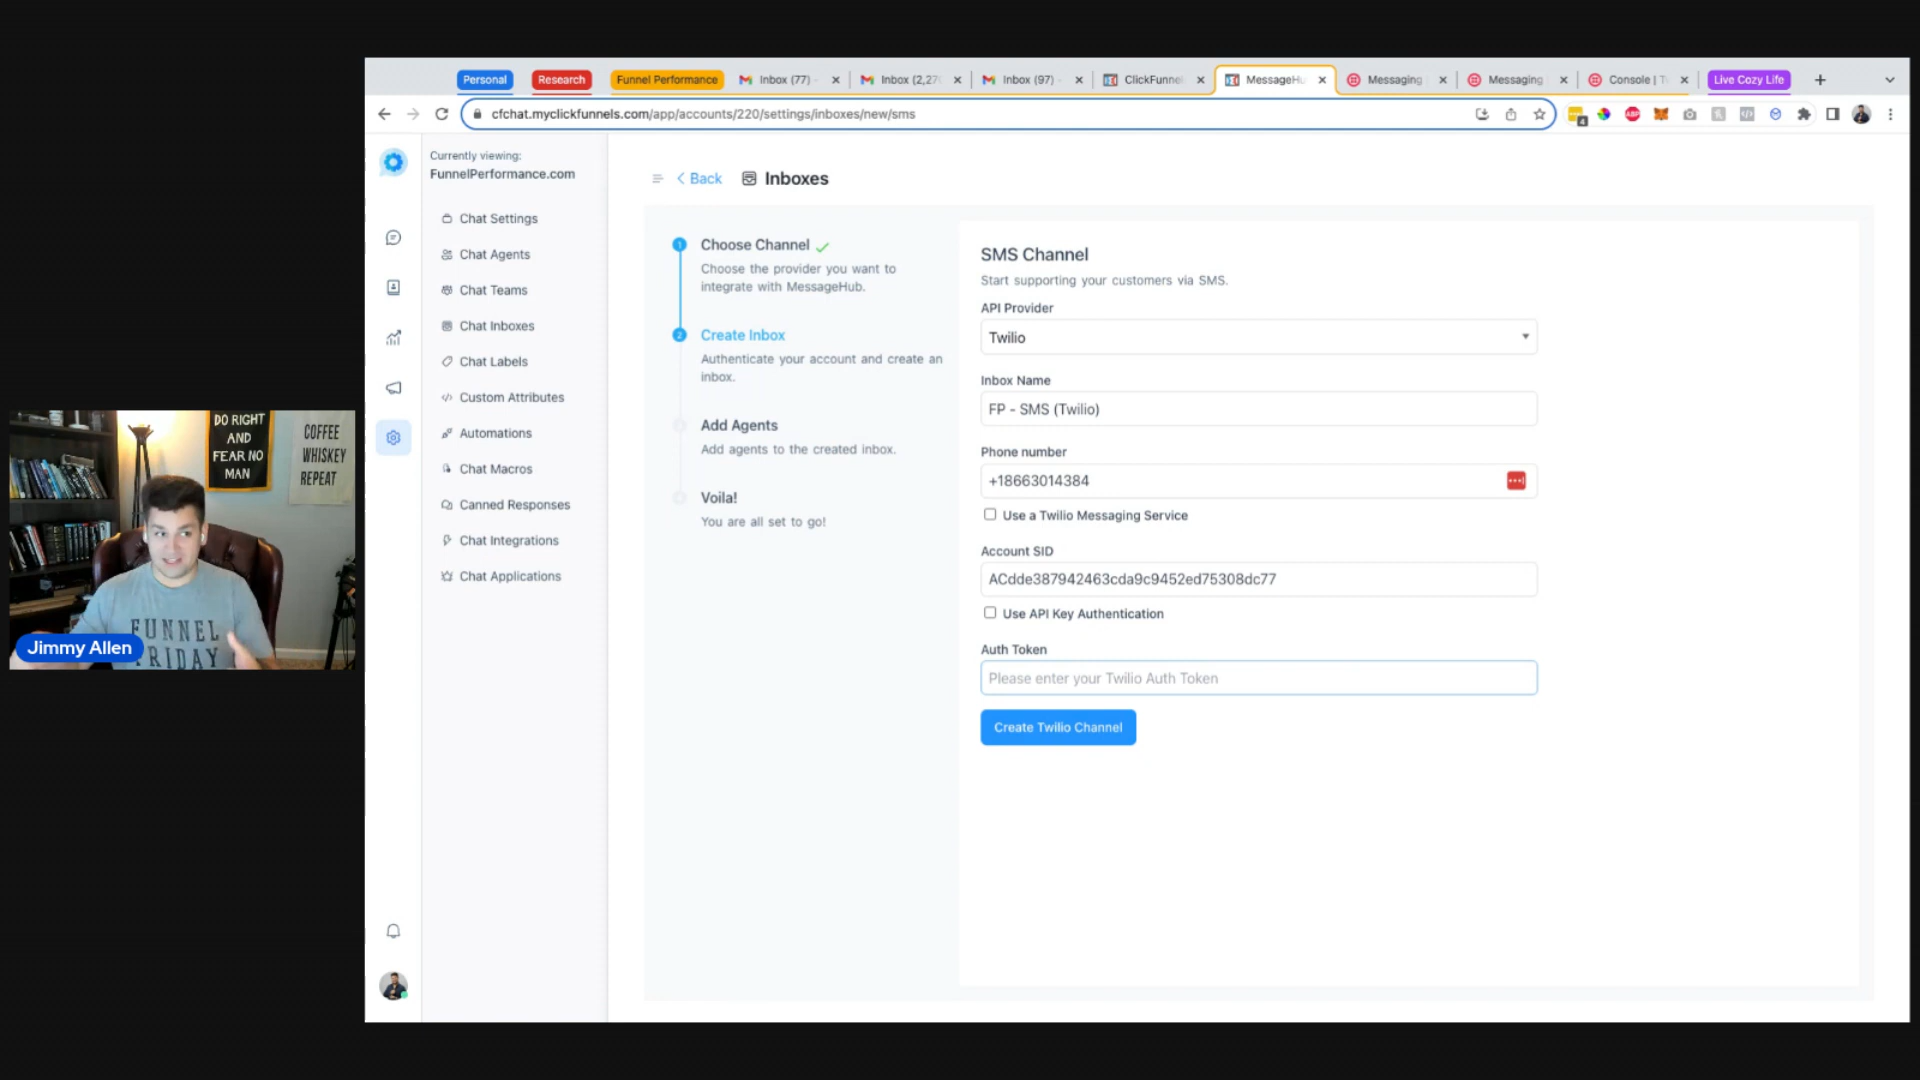 Personal
Research
Funnel Performance
Inbox (77)
Inbox (2,27
Inbox (97)
ClickFunne
MessageHu
Messaging
Messaging
Console | T
Live Cozy Life
cfchat.myclickfunnels.com/app/accounts/220/settings/inboxes/new/sms
ABP
4
Currently viewing:
FunnelPerformance.com
Chat Settings
Chat Agents
Chat Teams
Chat Inboxes
Chat Labels
Custom Attributes
Automations
Chat Macros
Canned Responses
Chat Integrations
Chat Applications
Back
Inboxes
1
Choose Channel
Choose the provider you want to
integrate with MessageHub.
2
Create Inbox
Authenticate your account and create an
inbox.
Add Agents
Add agents to the created inbox.
Voila!
You are all set to go!
SMS Channel
Start supporting your customers via SMS.
API Provider
Twilio
Inbox Name
FP - SMS (Twilio)
Phone number
+18663014384
Use a Twilio Messaging Service
Account SID
ACdde387942463cda9c9452ed75308dc77
Use API Key Authentication
Auth Token
Please enter your Twilio Auth Token
Create Twilio Channel
DO RIGHT
AND
FEAR NO
MAN
COFFEE
WHISKEY
REPEAT
FUNNEL
FRIDAY
Jimmy Allen